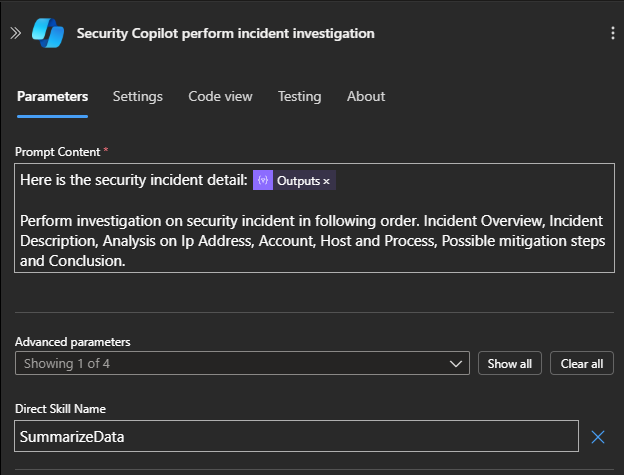 Security Copilot perform incident investigation
Parameters Settings Code view Testing About
Prompt Content *
Here is the security incident detail: {v} Outputs ×
Perform investigation on security incident in following order. Incident Overview, Incident
Description, Analysis on Ip Address, Account, Host and Process, Possible mitigation steps
and Conclusion.
Advanced parameters
Showing 1 of 4 Show all Clear all
Direct Skill Name
SummarizeData